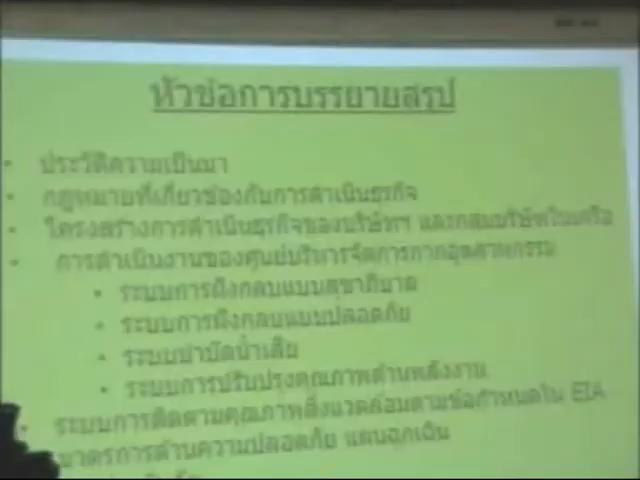 หัวข้อการบรรยายสรุป
• ประวัติความเป็นมา
• กฎหมายที่เกี่ยวข้องกับการดำเนินธุรกิจ
• โครงสร้างการดำเนินธุรกิจของบริษัทฯ และกลุ่มบริษัทในเครือ
• การดำเนินงานของศูนย์บริหารจัดการกากอุตสาหกรรม
• ระบบการฝังกลบแบบสุขาภิบาล
• ระบบการฝังกลบแบบปลอดภัย
• ระบบบำบัดน้ำเสีย
• ระบบการปรับปรุงคุณภาพด้านพลังงาน
• ระบบการติดตามคุณภาพสิ่งแวดล้อมตามข้อกำหนดใน EIA
มาตรการด้านความปลอดภัย แผนฉุกเฉิน